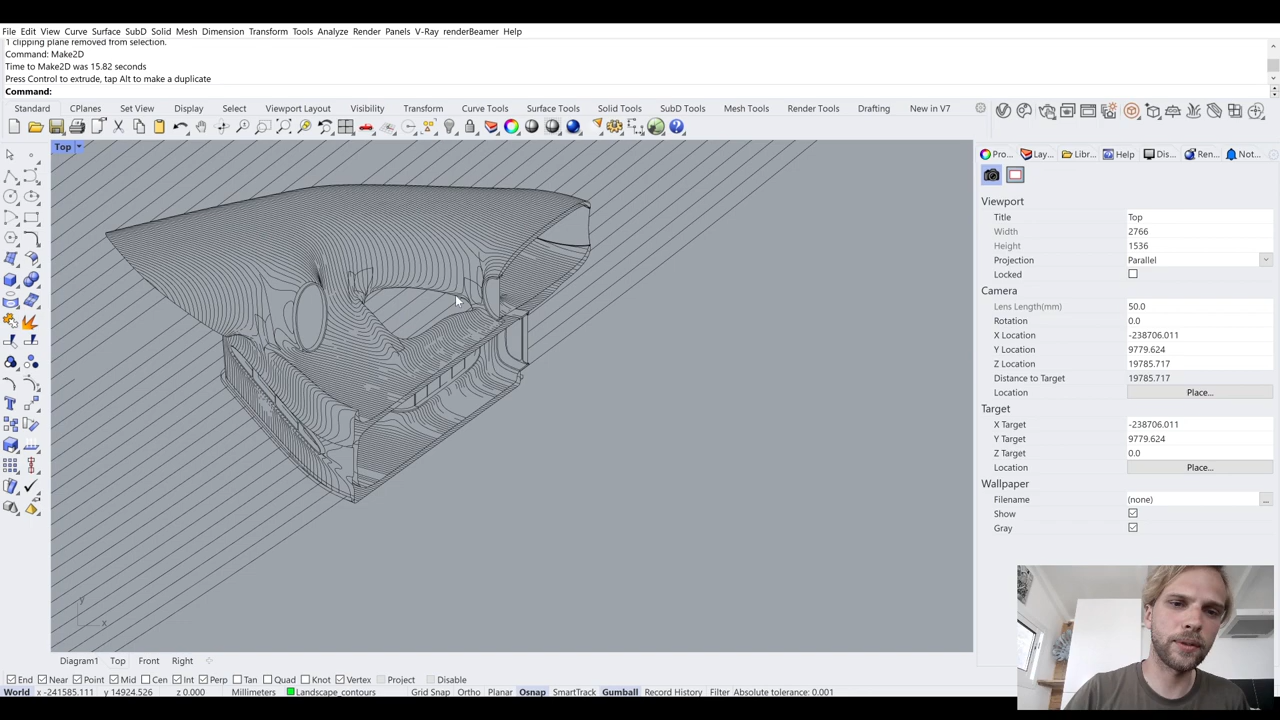 File Edit View Curve Surface SubD Solid Mesh Dimension Transform Tools Analyze Render Panels V-Ray renderBeamer Help
1 clipping plane removed from selection.
Command: Make2D
Time to Make2D was 15.82 seconds
Press Control to extrude, tap Alt to make a duplicate
Command:
Standard CPlanes Set View Display Select Viewport Layout Visibility Transform Curve Tools Surface Tools Solid Tools SubD Tools Mesh Tools Render Tools Drafting New in V7
Top
Pro... Lay... Libr... Help Dis... Ren... Not...
Viewport
Title Top
Width 2766
Height 1536
Projection Parallel
Locked
Camera
Lens Length(mm) 50.0
Rotation 0.0
X Location -238706.011
Y Location 9779.624
Z Location 19785.717
Distance to Target 19785.717
Location Place...
Target
X Target -238706.011
Y Target 9779.624
Z Target 0.0
Location Place...
Wallpaper
Filename (none) ...
Show
Gray
y
x
Diagram1 Top Front Right
End Near Point Mid Cen Int Perp Tan Quad Knot Vertex Project Disable
World x -241585.111 y 14924.526 z 0.000 Millimeters Landscape_contours Grid Snap Ortho Planar Osnap SmartTrack Gumball Record History Filter Absolute tolerance: 0.001